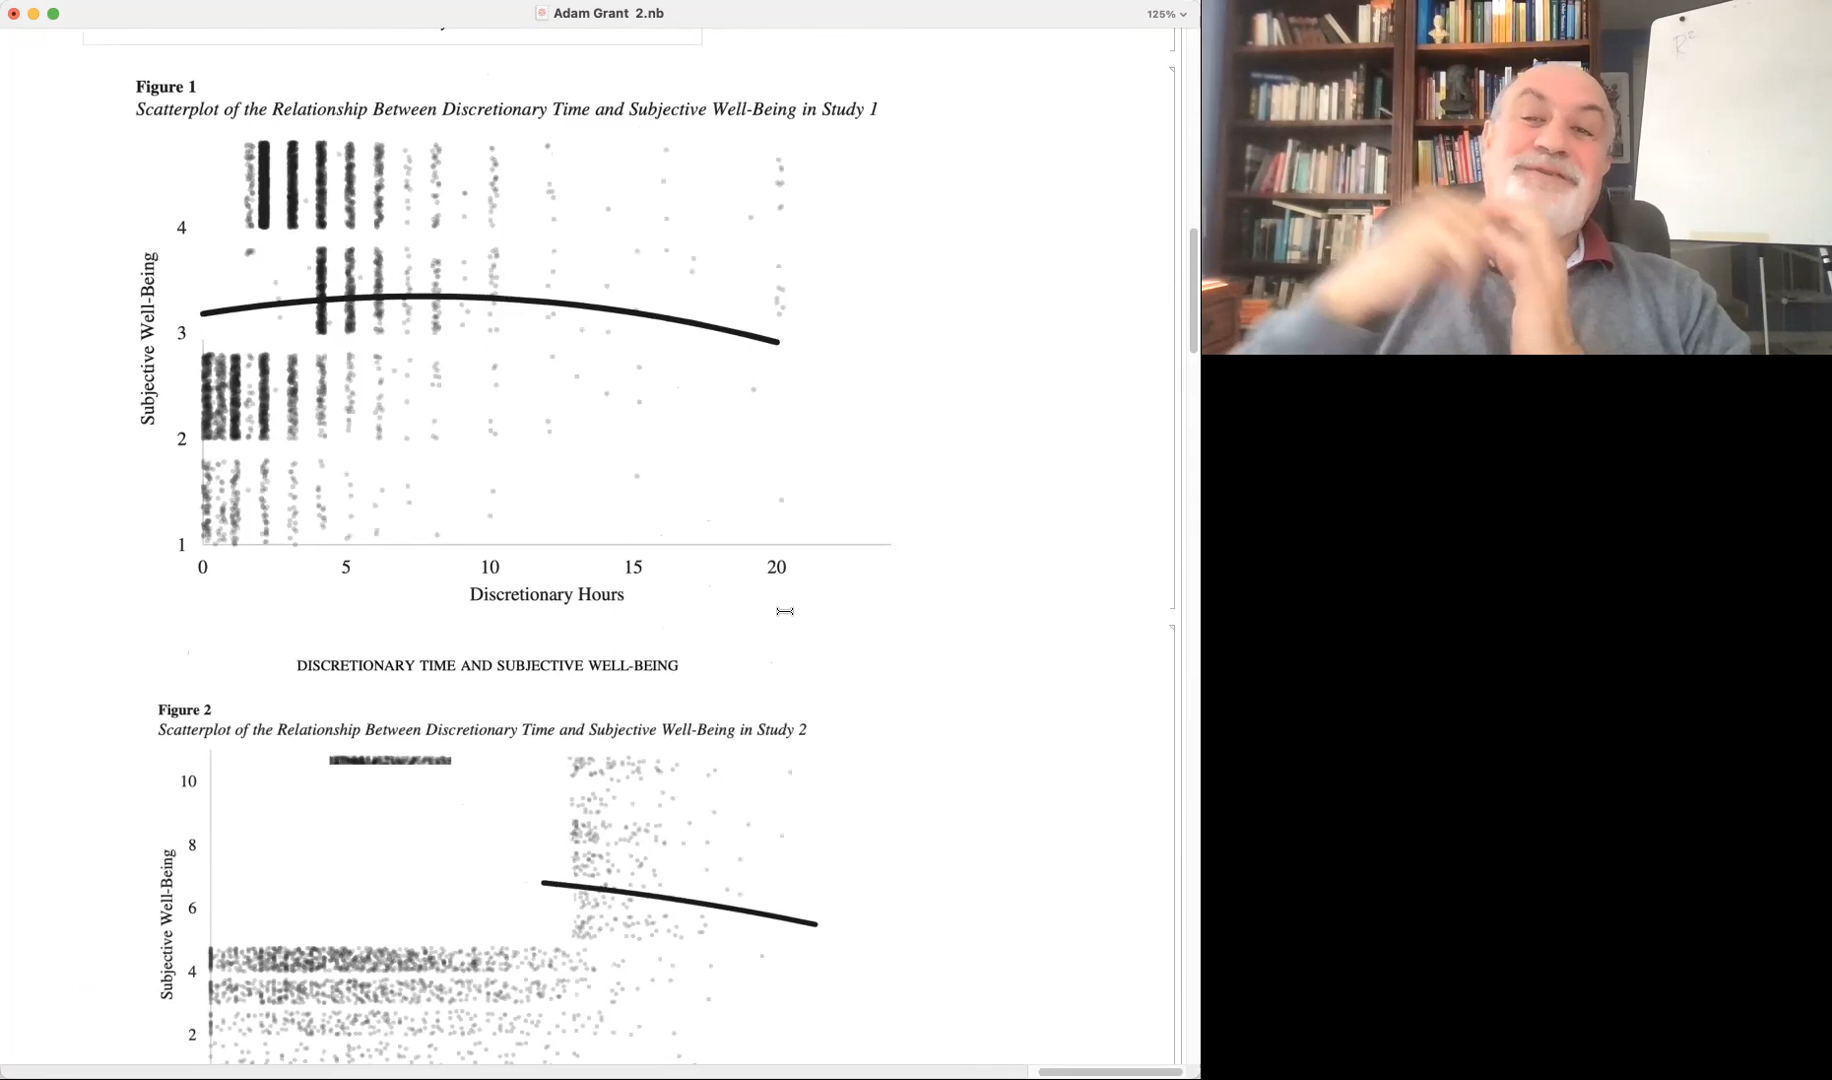 Adam Grant 2.nb
125%
Figure 1
Scatterplot of the Relationship Between Discretionary Time and Subjective Well-Being in Study 1
4
3
2
1
Subjective Well-Being
0 5 10 15 20
Discretionary Hours
DISCRETIONARY TIME AND SUBJECTIVE WELL-BEING
Figure 2
Scatterplot of the Relationship Between Discretionary Time and Subjective Well-Being in Study 2
10
8
6
4
2
Subjective Well-Being